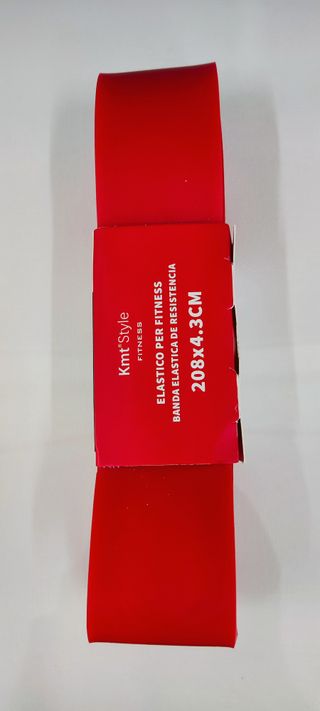 Kmt®Style
FITNESS
ELASTICO PER FITNESS
BANDA ELASTICA DE RESISTENCIA
208x4.3CM